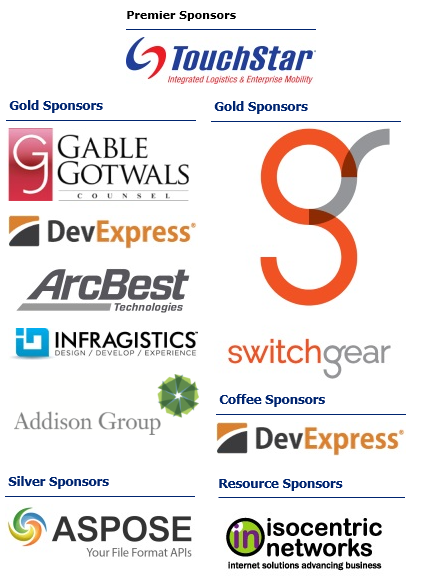 Premier Sponsors
TouchStar®
Integrated Logistics & Enterprise Mobility
Gold Sponsors
g
GABLE
GOTWALS
COUNSEL
DevExpress®
ArcBest
Technologies
INFRAGISTICS™
DESIGN / DEVELOP / EXPERIENCE
Addison Group
Silver Sponsors
ASPOSE
Your File Format APIs
Gold Sponsors
switchgear
Coffee Sponsors
DevExpress®
Resource Sponsors
in
isocentric
networks
internet solutions advancing business